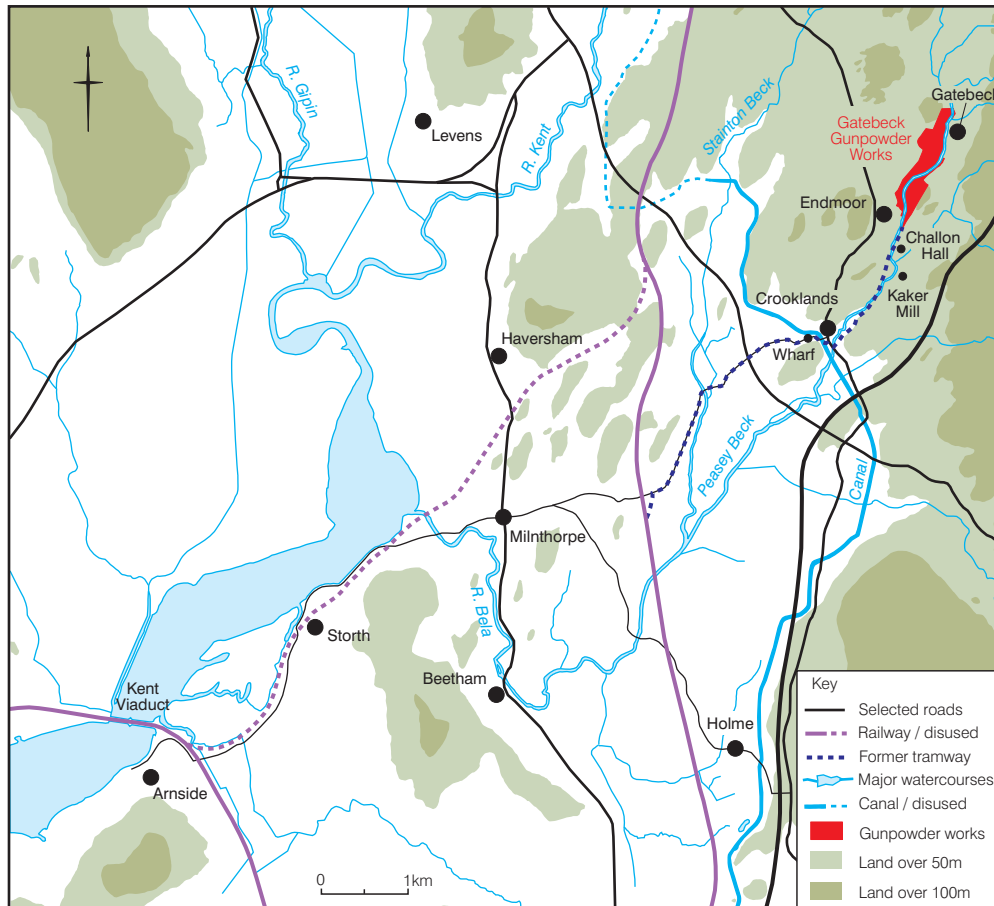 R. Gipin
Levens
R. Kent
Stainton Beck
Gatebeck
Gatebeck
Gunpowder
Works
Endmoor
Challon
Hall
Kaker
Mill
Crooklands
Wharf
Haversham
Peasey Beck
Canal
Milnthorpe
R. Bela
Storth
Beetham
Kent
Viaduct
Holme
Arnside
0 1km
Key
Selected roads
Railway / disused
Former tramway
Major watercourses
Canal / disused
Gunpowder works
Land over 50m
Land over 100m